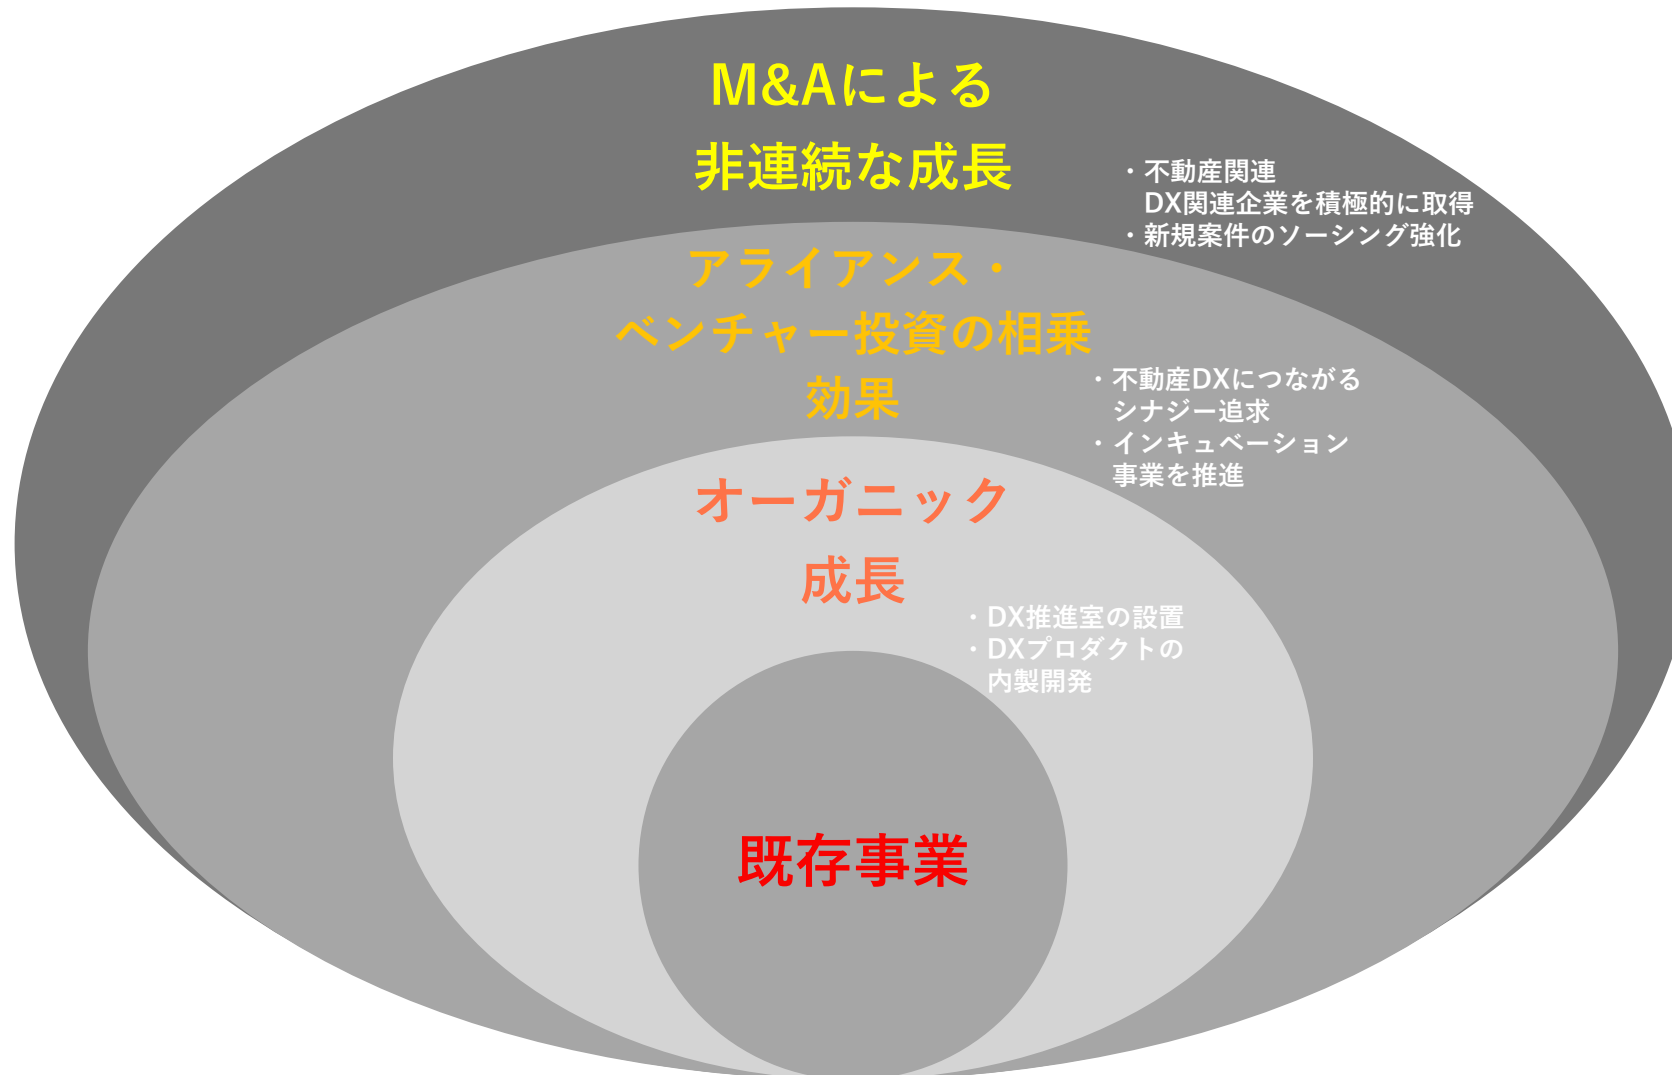 M&Aによる
非連続な成長
・不動産関連
DX関連企業を積極的に取得
・新規案件のソーシング強化
アライアンス・
ベンチャー投資の相乗
効果
・不動産DXにつながる
シナジー追求
・インキュベーション
事業を推進
オーガニック
成長
・DX推進室の設置
・DXプロダクトの
内製開発
既存事業